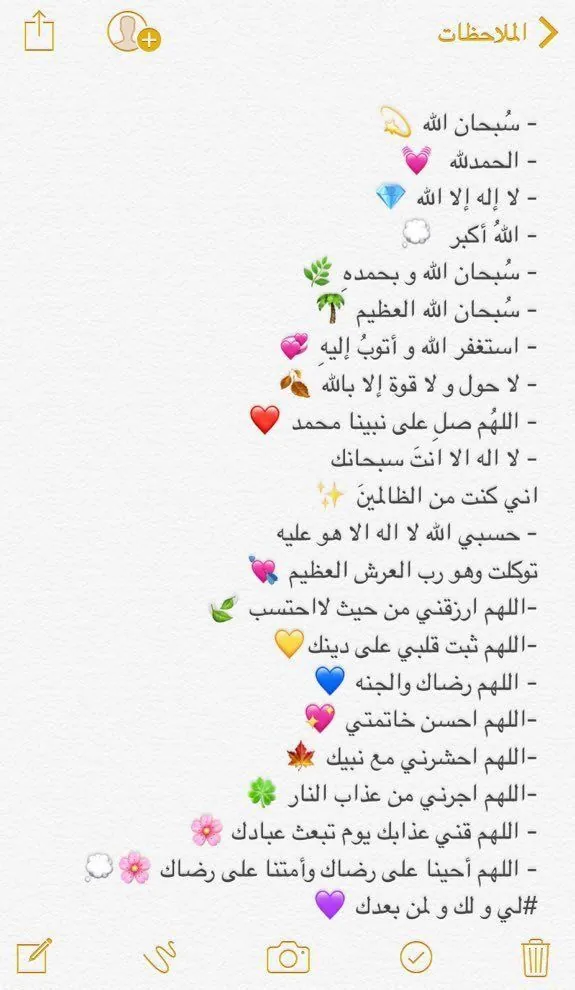 الملاحظات
- سُبحان الله 💫
- الحمدلله 💓
- لا إله إلا الله 💎
- اللهُ أكبر 💭
- سُبحان الله و بحمدهِ 🌿
- سُبحان الله العظيم 🌴
- استغفر الله و أتوبُ إليهِ 💞
- لا حول و لا قوة إلا بالله 🍂
- اللهُم صلِ على نبينا محمد ❤️
- لا اله الا انتَ سبحانك
اني كنت من الظالمينَ ✨
- حسبي الله لا اله الا هو عليه
توكلت وهو رب العرش العظيم 💘
-اللهم ارزقني من حيث لااحتسب 🍃
-اللهم ثبت قلبي على دينك 💛
- اللهم رضاك والجنه 💙
-اللهم احسن خاتمتي 💖
-اللهم احشرني مع نبيك 🍁
-اللهم اجرني من عذاب النار 🍀
- اللهم قني عذابك يوم تبعث عبادك 🌸
- اللهم أحينا على رضاك وأمتنا على رضاك 🌸💭
#لي و لك و لمن بعدك 💜